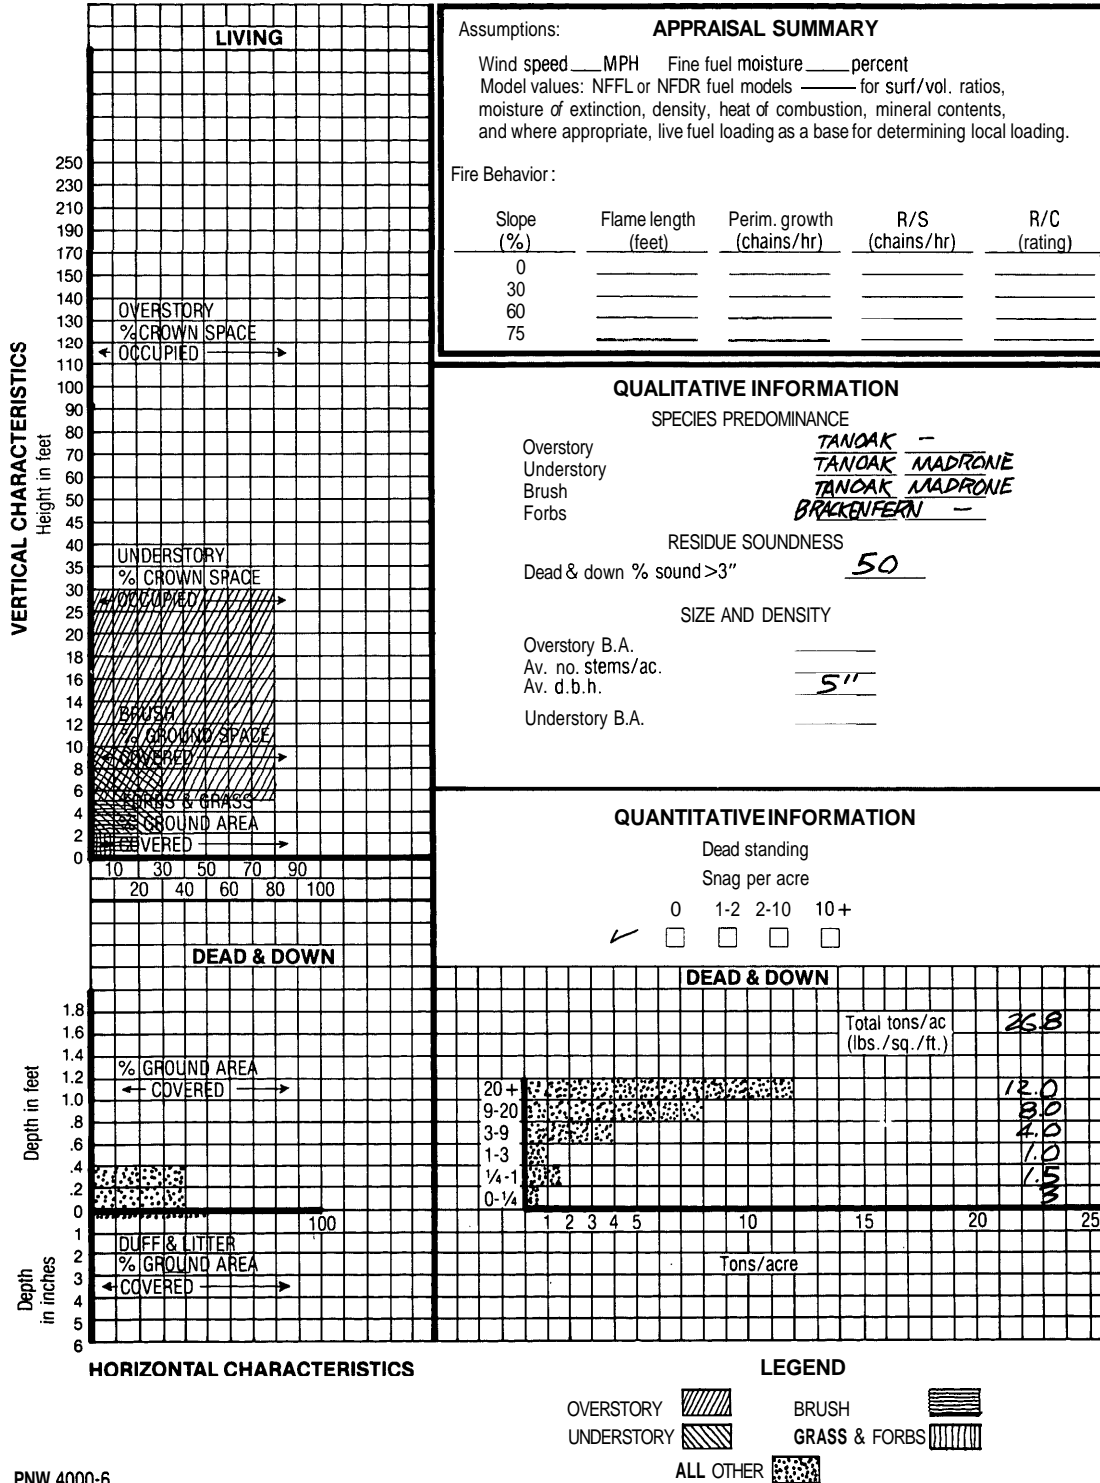 LIVING
250
230
210
190
170
150
140
130
120
110
100
90
80
70
60
50
45
40
35
30
25
20
18
16
14
12
10
8
6
4
2
0
VERTICAL CHARACTERISTICS
Height in feet
OVERSTORY
% CROWN SPACE
OCCUPIED
UNDERSTORY
% CROWN SPACE
OCCUPIED
BRUSH
% GROUND SPACE
COVERED
FORBS & GRASS
% GROUND AREA
COVERED
10 30 50 70 90
20 40 60 80 100
DEAD & DOWN
1.8
1.6
1.4
1.2
1.0
.8
.6
.4
.2
0
1
2
3
4
5
6
Depth in feet
Depth
in inches
% GROUND AREA
COVERED
100
DUFF & LITTER
% GROUND AREA
COVERED
HORIZONTAL CHARACTERISTICS
PNW 4000-6
Assumptions: APPRAISAL SUMMARY
Wind speed___MPH Fine fuel moisture____percent
Model values: NFFL or NFDR fuel models ——— for surf/vol. ratios,
moisture of extinction, density, heat of combustion, mineral contents,
and where appropriate, live fuel loading as a base for determining local loading.
Fire Behavior:
Slope Flame length Perim. growth R/S R/C
(%) (feet) (chains/hr) (chains/hr) (rating)
0
30
60
75
QUALITATIVE INFORMATION
SPECIES PREDOMINANCE
Overstory TANOAK –
Understory TANOAK MADRONE
Brush TANOAK MADRONE
Forbs BRACKENFERN –
RESIDUE SOUNDNESS
Dead & down % sound >3" 50
SIZE AND DENSITY
Overstory B.A.
Av. no. stems/ac.
Av. d.b.h. 5"
Understory B.A.
QUANTITATIVE INFORMATION
Dead standing
Snag per acre
0 1-2 2-10 10 +
✓ □ □ □ □
DEAD & DOWN
Total tons/ac 26.8
(lbs./sq./ft.)
20 + 12.0
9-20 8.0
3-9 4.0
1-3 1.0
¼-1 1.5
0-¼ 3
1 2 3 4 5 10 15 20 25
Tons/acre
LEGEND
OVERSTORY BRUSH
UNDERSTORY GRASS & FORBS
ALL OTHER